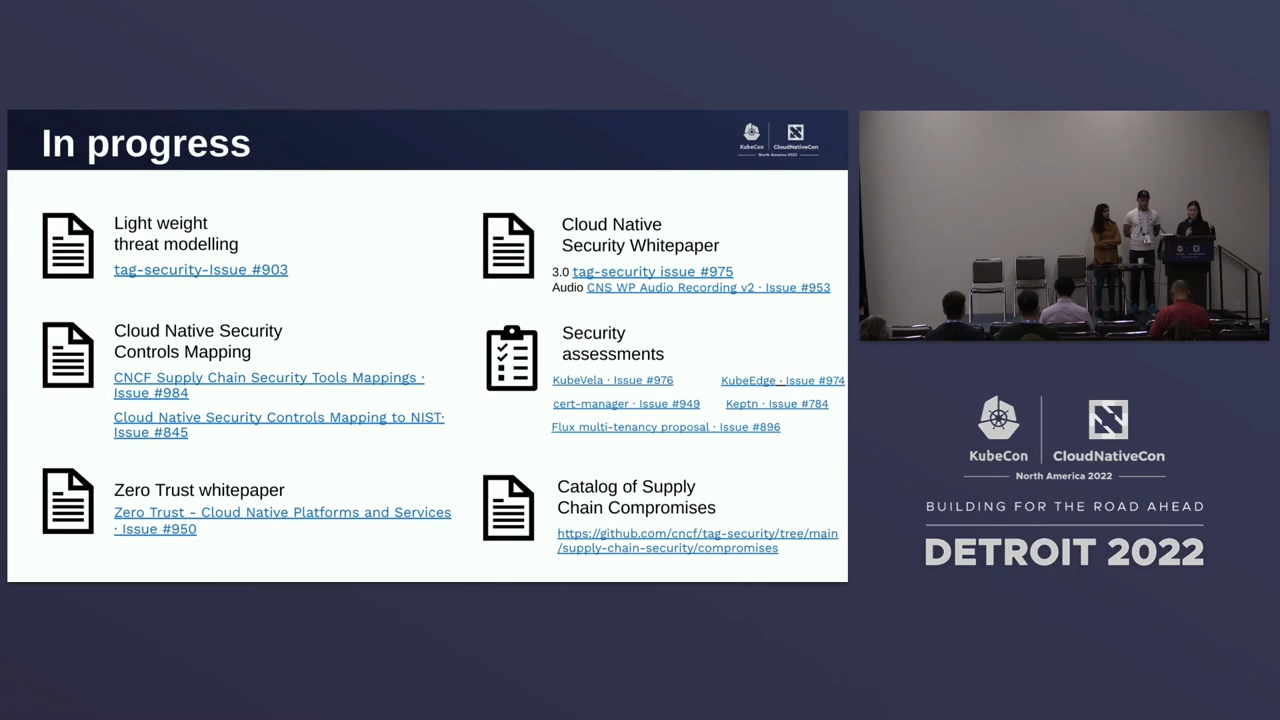 In progress
KubeCon
CloudNativeCon
North America 2022
Light weight
threat modelling
tag-security-Issue #903
Cloud Native Security
Controls Mapping
CNCF Supply Chain Security Tools Mappings ·
Issue #984
Cloud Native Security Controls Mapping to NIST·
Issue #845
Zero Trust whitepaper
Zero Trust - Cloud Native Platforms and Services
· Issue #950
Cloud Native
Security Whitepaper
3.0 tag-security issue #975
Audio CNS WP Audio Recording v2 · Issue #953
Security
assessments
KubeVela · Issue #976
KubeEdge · Issue #974
cert-manager · Issue #949
Keptn · Issue #784
Flux multi-tenancy proposal · Issue #896
Catalog of Supply
Chain Compromises
https://github.com/cncf/tag-security/tree/main
/supply-chain-security/compromises
KubeCon
CloudNativeCon
North America 2022
BUILDING FOR THE ROAD AHEAD
DETROIT 2022